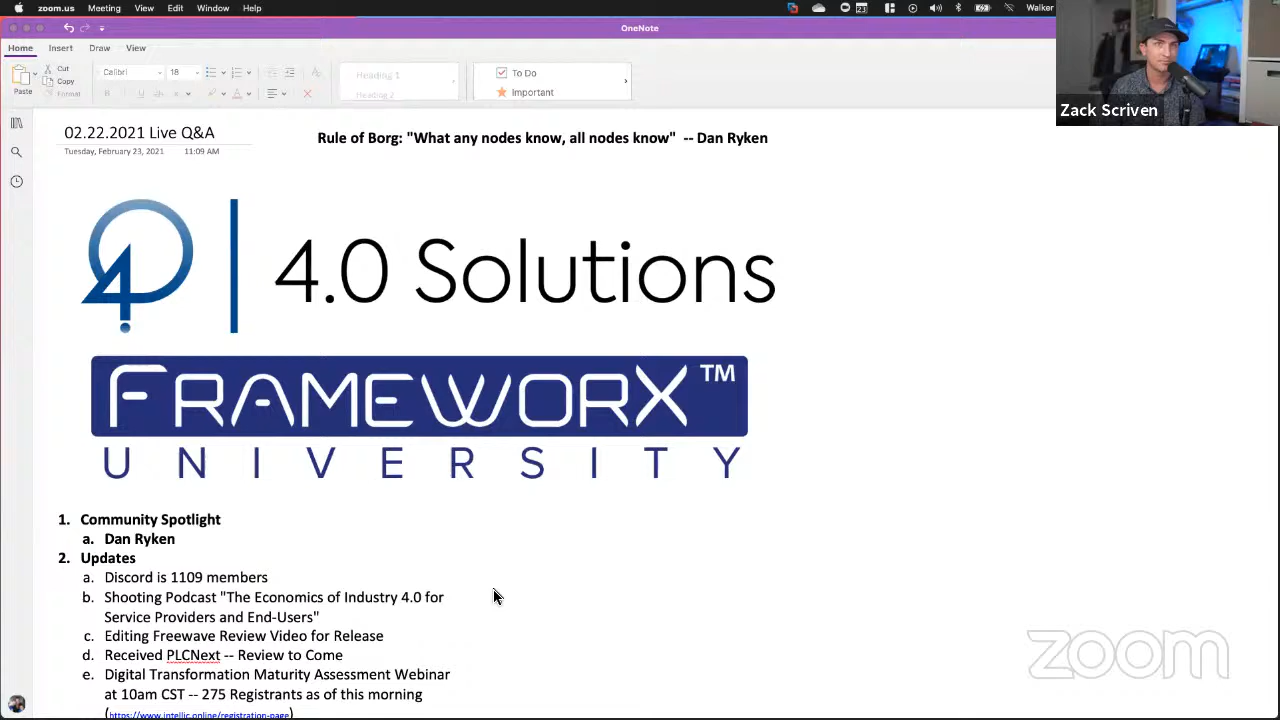 zoom.us Meeting View Edit Window Help Walker
OneNote
Home Insert Draw View
Paste
Cut
Copy
Format
Calibri 18
B I U ab x A
Heading 1
Heading 2
To Do
Important
Zack Scriven
02.22.2021 Live Q&A
Tuesday, February 23, 2021 11:09 AM
Rule of Borg: "What any nodes know, all nodes know" -- Dan Ryken
4
4.0 Solutions
FRAMEWORX™
UNIVERSITY
1. Community Spotlight
a. Dan Ryken
2. Updates
a. Discord is 1109 members
b. Shooting Podcast "The Economics of Industry 4.0 for
Service Providers and End-Users"
c. Editing Freewave Review Video for Release
d. Received PLCNext -- Review to Come
e. Digital Transformation Maturity Assessment Webinar
at 10am CST -- 275 Registrants as of this morning
(https://www.intellic.online/registration-page)
zoom